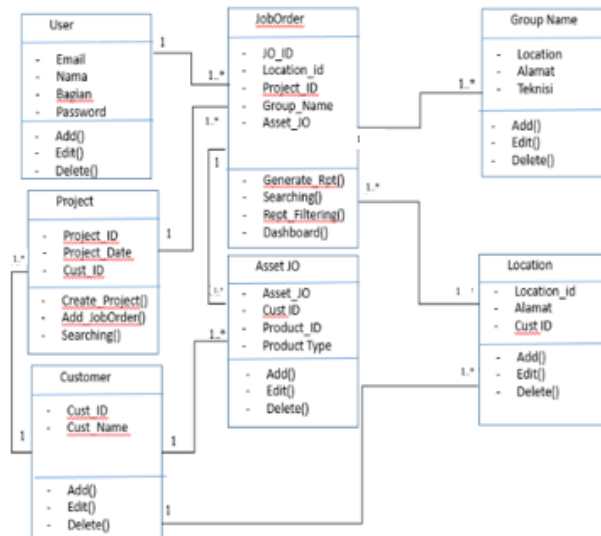 User
- Email
- Nama
- Bagian
- Password
- Add()
- Edit()
- Delete()
JobOrder
- JO_ID
- Location_id
- Project_ID
- Group_Name
- Asset_JO
- Generate_Rpt()
- Searching()
- Rept_Filtering()
- Dashboard()
Group Name
- Location
- Alamat
- Teknisi
- Add()
- Edit()
- Delete()
Project
- Project_ID
- Project_Date
- Cust_ID
- Create_Project()
- Add_JobOrder()
- Searching()
Asset JO
- Asset_JO
- Cust ID
- Product_ID
- Product Type
- Add()
- Edit()
- Delete()
Location
- Location_id
- Alamat
- Cust ID
- Add()
- Edit()
- Delete()
Customer
- Cust_ID
- Cust_Name
- Add()
- Edit()
- Delete()
1
1..*
1..*
1
1..*
1
1
1..*
1..*
1
1..*
1..*
1
1..*
1
1